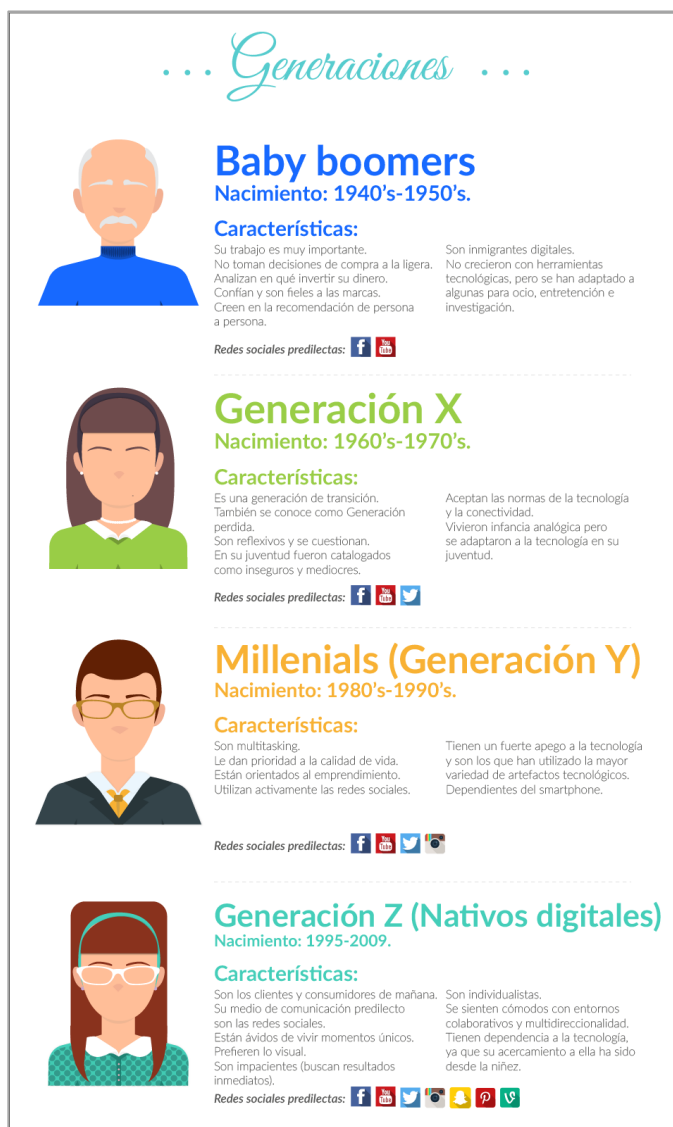 ... Generaciones ...
Baby boomers
Nacimiento: 1940's-1950's.
Características:
Su trabajo es muy importante.
No toman decisiones de compra a la ligera.
Analizan en qué invertir su dinero.
Confían y son fieles a las marcas.
Creen en la recomendación de persona
a persona.
Son inmigrantes digitales.
No crecieron con herramientas
tecnológicas, pero se han adaptado a
algunas para ocio, entretención e
investigación.
Redes sociales predilectas: f You Tube
Generación X
Nacimiento: 1960's-1970's.
Características:
Es una generación de transición.
También se conoce como Generación
perdida.
Son reflexivos y se cuestionan.
En su juventud fueron catalogados
como inseguros y mediocres.
Aceptan las normas de la tecnología
y la conectividad.
Vivieron infancia analógica pero
se adaptaron a la tecnología en su
juventud.
Redes sociales predilectas: f You Tube
Millenials (Generación Y)
Nacimiento: 1980's-1990's.
Características:
Son multitasking.
Le dan prioridad a la calidad de vida.
Están orientados al emprendimiento.
Utilizan activamente las redes sociales.
Tienen un fuerte apego a la tecnología
y son los que han utilizado la mayor
variedad de artefactos tecnológicos.
Dependientes del smartphone.
Redes sociales predilectas: f You Tube
Generación Z (Nativos digitales)
Nacimiento: 1995-2009.
Características:
Son los clientes y consumidores de mañana.
Su medio de comunicación predilecto
son las redes sociales.
Están ávidos de vivir momentos únicos.
Prefieren lo visual.
Son impacientes (buscan resultados
inmediatos).
Son individualistas.
Se sienten cómodos con entornos
colaborativos y multidireccionalidad.
Tienen dependencia a la tecnología,
ya que su acercamiento a ella ha sido
desde la niñez.
Redes sociales predilectas: f You Tube